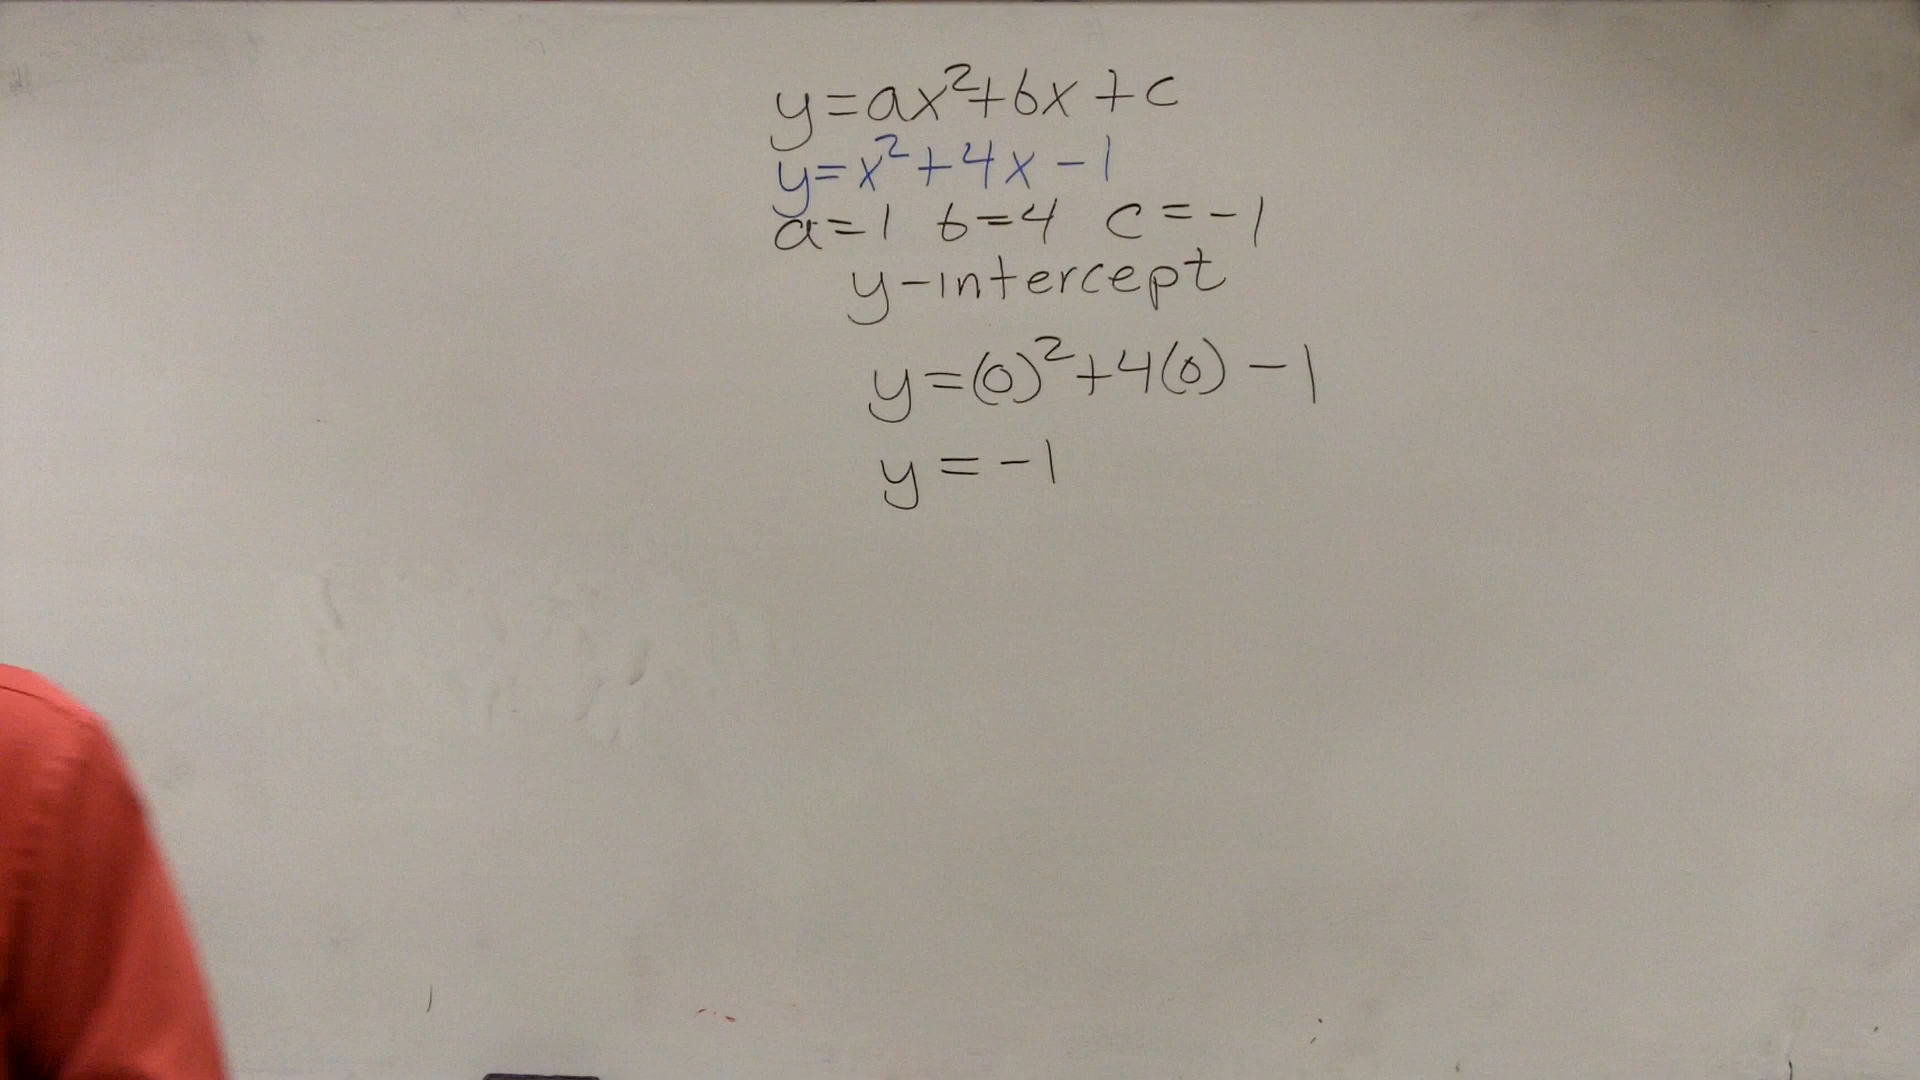 y=ax²+bx+c
y=x²+4x-1
a=1 b=4 c=-1
y-intercept
y=(0)²+4(0)-1
y=-1